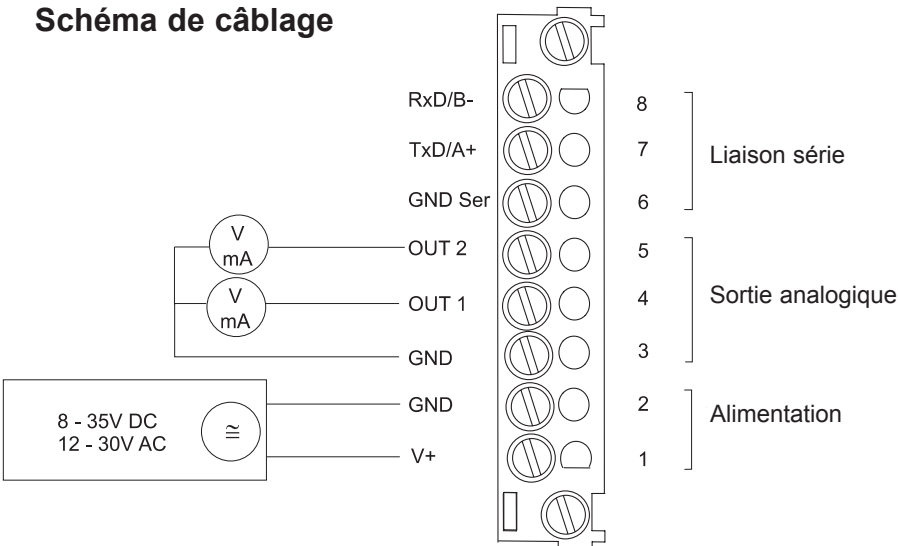 Schéma de câblage
RxD/B- 8
TxD/A+ 7 Liaison série
GND Ser 6
V
mA
OUT 2 5
V
mA
OUT 1 4 Sortie analogique
GND 3
GND 2 Alimentation
8 - 35V DC
12 - 30V AC
≅
V+ 1